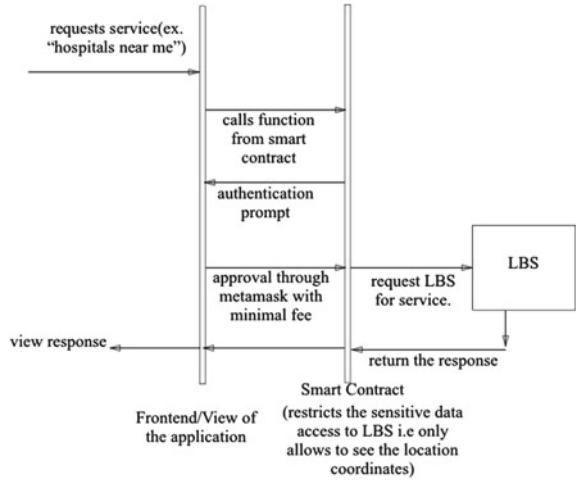 requests service(ex.
“hospitals near me”)
calls function
from smart
contract
authentication
prompt
approval through
metamask with
minimal fee
request LBS
for service.
LBS
view response
return the response
Frontend/View of
the application
Smart Contract
(restricts the sensitive data
access to LBS i.e only
allows to see the location
coordinates)